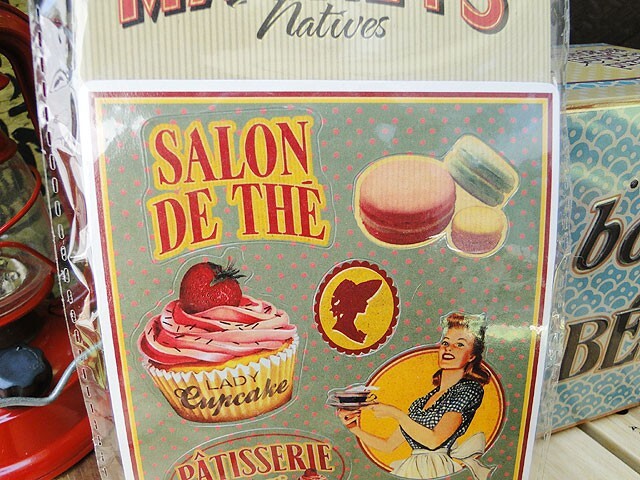 Natives
SALON
DE THÉ
LADY
Cupcake
PÂTISSERIE